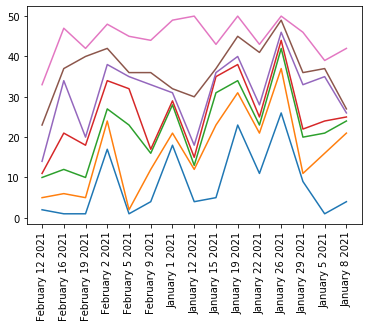 50
40
30
20
10
0
February 12 2021
February 16 2021
February 19 2021
February 2 2021
February 5 2021
February 9 2021
January 1 2021
January 12 2021
January 15 2021
January 19 2021
January 22 2021
January 26 2021
January 29 2021
January 5 2021
January 8 2021